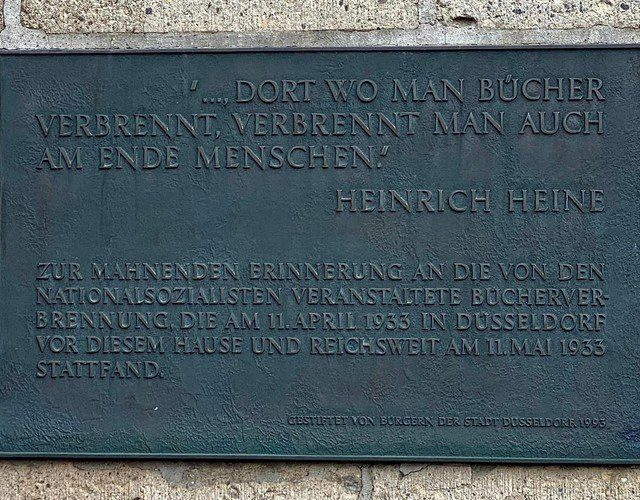 "..., DORT WO MAN BÜCHER
VERBRENNT, VERBRENNT MAN AUCH
AM ENDE MENSCHEN."
HEINRICH HEINE
ZUR MAHNENDEN ERINNERUNG AN DIE VON DEN
NATIONALSOZIALISTEN VERANSTALTETE BÜCHERVER-
BRENNUNG, DIE AM 11. APRIL 1933 IN DÜSSELDORF
VOR DIESEM HAUSE UND REICHSWEIT AM 11. MAI 1933
STATTFAND.
GESTIFTET VON BÜRGERN DER STADT DÜSSELDORF, 1993